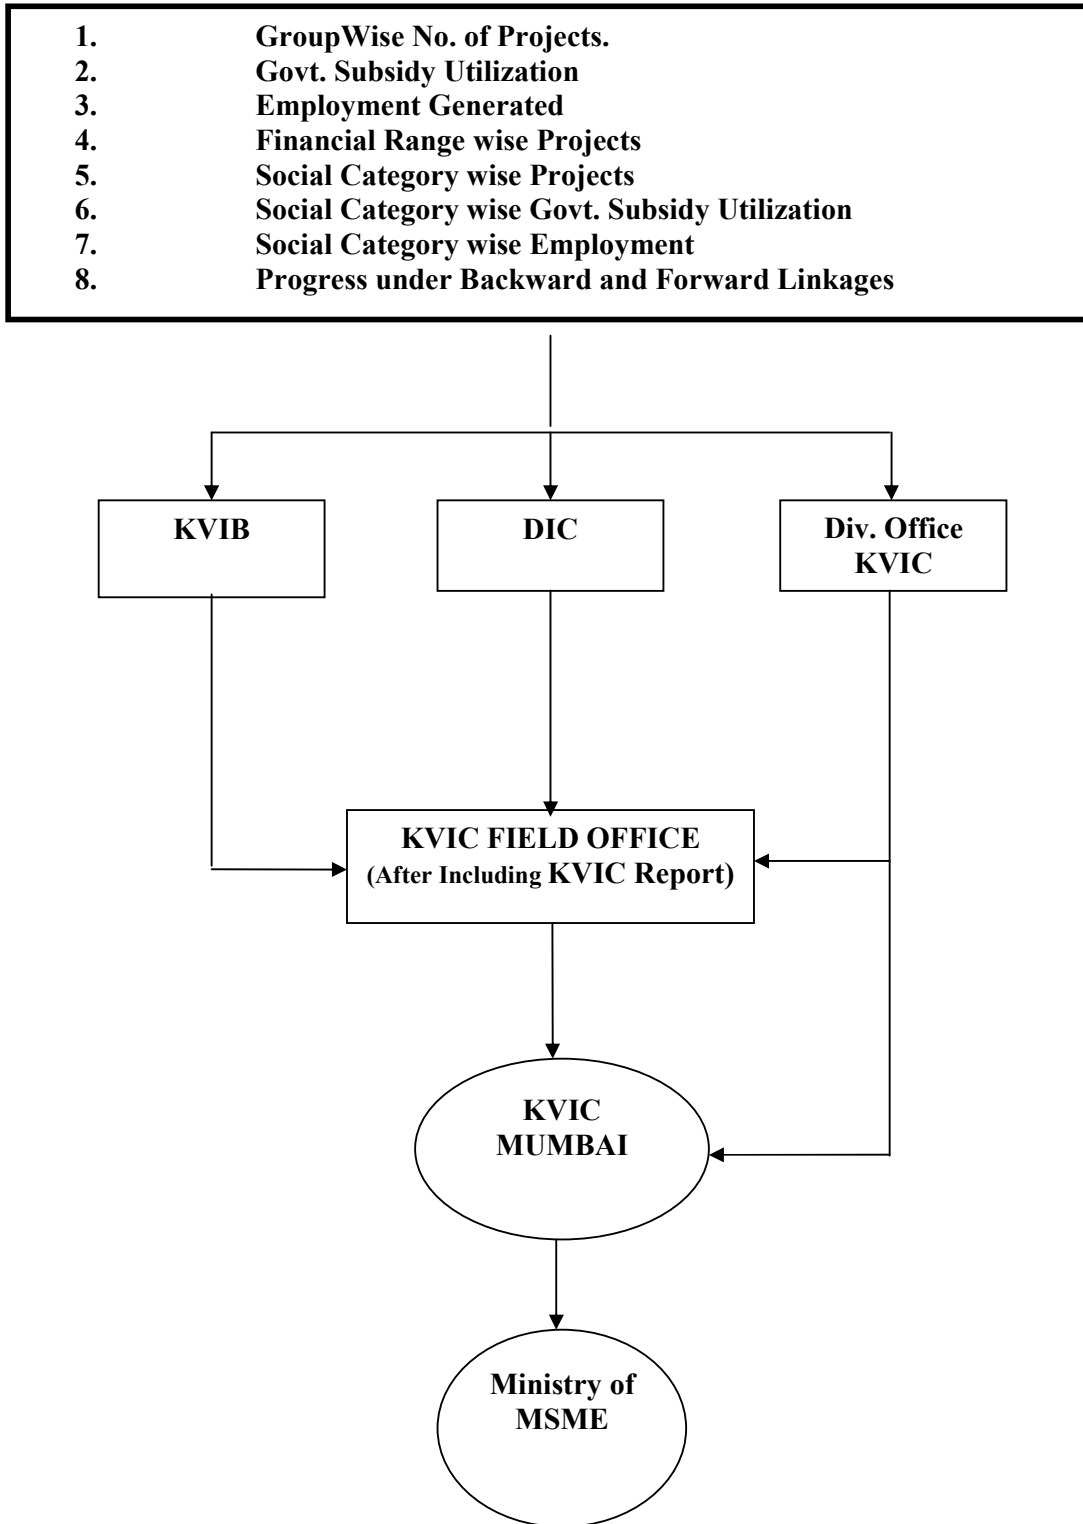 1. GroupWise No. of Projects.
2. Govt. Subsidy Utilization
3. Employment Generated
4. Financial Range wise Projects
5. Social Category wise Projects
6. Social Category wise Govt. Subsidy Utilization
7. Social Category wise Employment
8. Progress under Backward and Forward Linkages
KVIB
DIC
Div. Office
KVIC
KVIC FIELD OFFICE
(After Including KVIC Report)
KVIC
MUMBAI
Ministry of
MSME